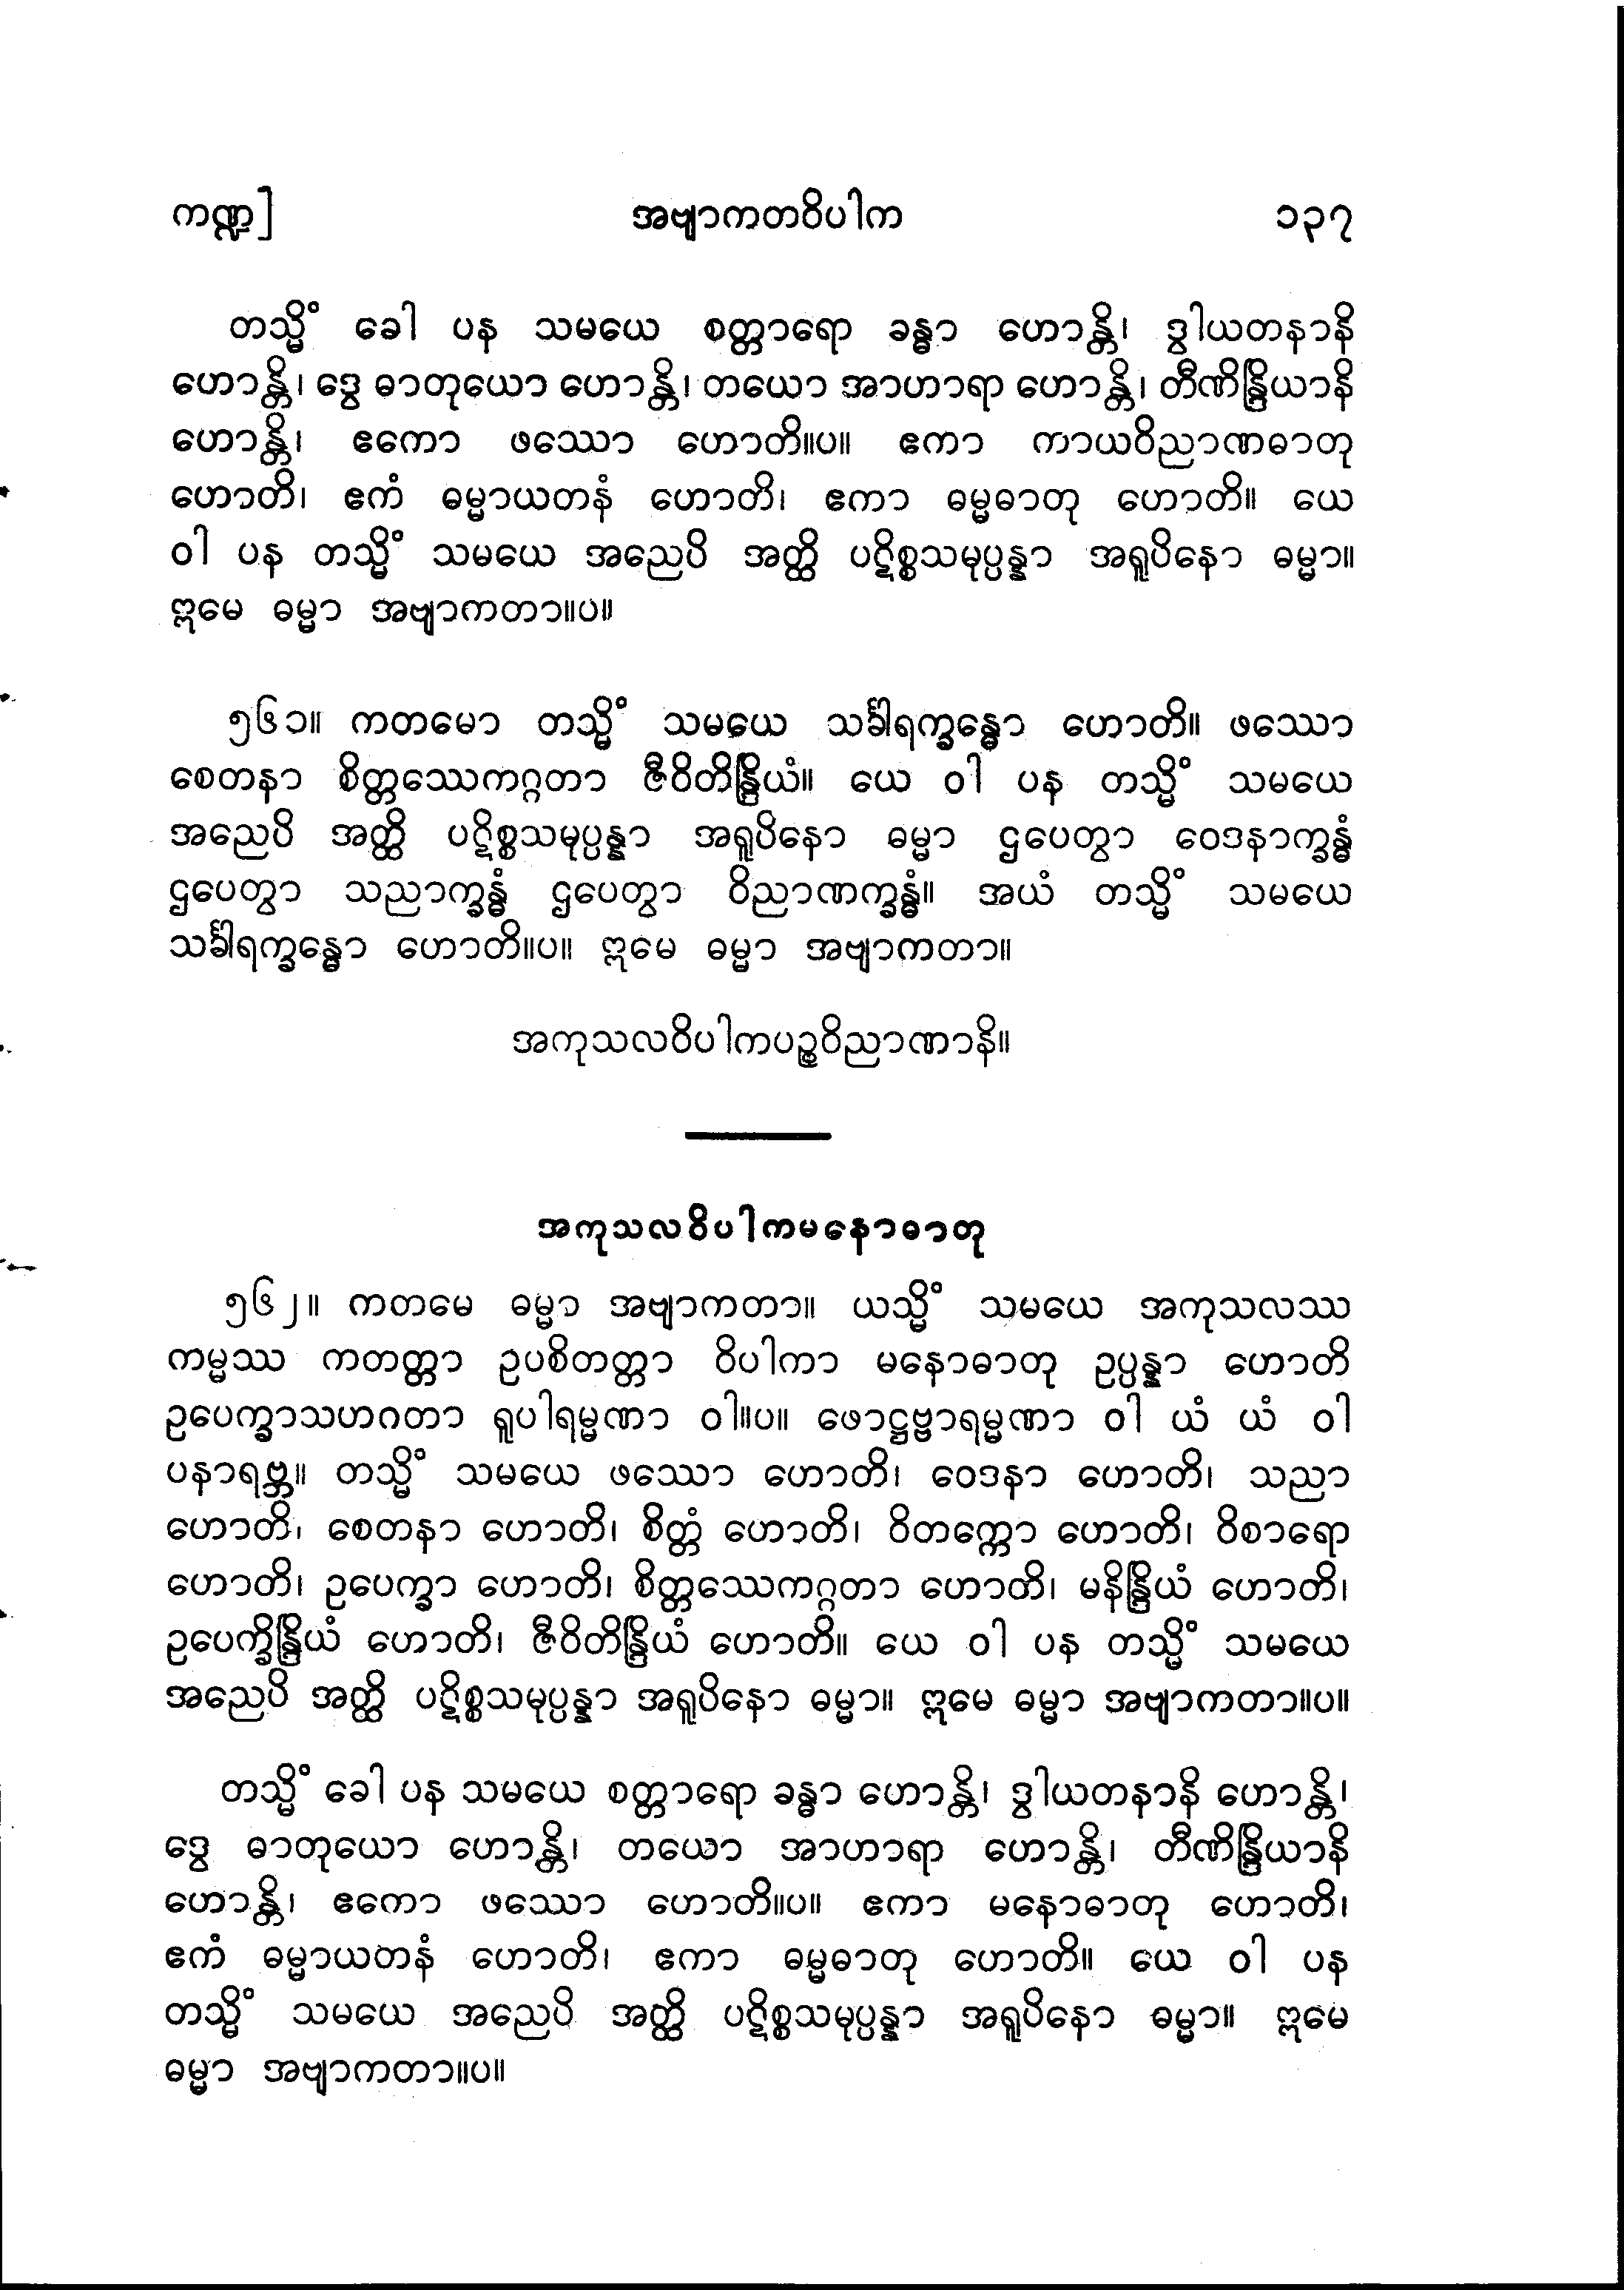 ကဏ္ဍ] အဗျာကတဝိပါက ၁၃၇
တသ္မိံ ခေါ ပန သမယေ စတ္တာရော ခန္ဓာ ဟောန္တိ၊ ဒွါယတနာနိ
ဟောန္တိ၊ ဒွေ ဓာတုယော ဟောန္တိ၊ တယော အာဟာရာ ဟောန္တိ၊ တီဏိန္ဒြိယာနိ
ဟောန္တိ၊ ဧကော ဖဿော ဟောတိ။ပ။ ဧကာ ကာယဝိညာဏဓာတု
ဟောတိ၊ ဧကံ ဓမ္မာယတနံ ဟောတိ၊ ဧကာ ဓမ္မဓာတု ဟောတိ။ ယေ
ဝါ ပန တသ္မိံ သမယေ အညေပိ အတ္ထိ ပဋိစ္စသမုပ္ပန္နာ အရူပိနော ဓမ္မာ။
ဣမေ ဓမ္မာ အဗျာကတာ။ပ။
၅၆၁။ ကတမော တသ္မိံ သမယေ သင်္ခါရက္ခန္ဓော ဟောတိ။ ဖဿော
စေတနာ စိတ္တဿေကဂ္ဂတာ ဇီဝိတိန္ဒြိယံ။ ယေ ဝါ ပန တသ္မိံ သမယေ
အညေပိ အတ္ထိ ပဋိစ္စသမုပ္ပန္နာ အရူပိနော ဓမ္မာ ဌပေတွာ ဝေဒနာက္ခန္ဓံ
ဌပေတွာ သညာက္ခန္ဓံ ဌပေတွာ ဝိညာဏက္ခန္ဓံ။ အယံ တသ္မိံ သမယေ
သင်္ခါရက္ခန္ဓော ဟောတိ။ပ။ ဣမေ ဓမ္မာ အဗျာကတာ။
အကုသလဝိပါကပဉ္စဝိညာဏာနိ။
အကုသလဝိပါကမနောဓာတု
၅၆၂။ ကတမေ ဓမ္မာ အဗျာကတာ။ ယသ္မိံ သမယေ အကုသလဿ
ကမ္မဿ ကတတ္တာ ဥပစိတတ္တာ ဝိပါကာ မနောဓာတု ဥပ္ပန္နာ ဟောတိ
ဥပေက္ခာသဟဂတာ ရူပါရမ္မဏာ ဝါ။ပ။ ဖောဋ္ဌဗ္ဗာရမ္မဏာ ဝါ ယံ ယံ ဝါ
ပနာရဗ္ဘ။ တသ္မိံ သမယေ ဖဿော ဟောတိ၊ ဝေဒနာ ဟောတိ၊ သညာ
ဟောတိ၊ စေတနာ ဟောတိ၊ စိတ္တံ ဟောတိ၊ ဝိတက္ကော ဟောတိ၊ ဝိစာရော
ဟောတိ၊ ဥပေက္ခာ ဟောတိ၊ စိတ္တဿေကဂ္ဂတာ ဟောတိ၊ မနိန္ဒြိယံ ဟောတိ၊
ဥပေက္ခိန္ဒြိယံ ဟောတိ၊ ဇီဝိတိန္ဒြိယံ ဟောတိ။ ယေ ဝါ ပန တသ္မိံ သမယေ
အညေပိ အတ္ထိ ပဋိစ္စသမုပ္ပန္နာ အရူပိနော ဓမ္မာ။ ဣမေ ဓမ္မာ အဗျာကတာ။ပ။
တသ္မိံ ခေါ ပန သမယေ စတ္တာရော ခန္ဓာ ဟောန္တိ၊ ဒွါယတနာနိ ဟောန္တိ၊
ဒွေ ဓာတုယော ဟောန္တိ၊ တယော အာဟာရာ ဟောန္တိ၊ တီဏိန္ဒြိယာနိ
ဟောန္တိ၊ ဧကော ဖဿော ဟောတိ။ပ။ ဧကာ မနောဓာတု ဟောတိ၊
ဧကံ ဓမ္မာယတနံ ဟောတိ၊ ဧကာ ဓမ္မဓာတု ဟောတိ။ ယေ ဝါ ပန
တသ္မိံ သမယေ အညေပိ အတ္ထိ ပဋိစ္စသမုပ္ပန္နာ အရူပိနော ဓမ္မာ။ ဣမေ
ဓမ္မာ အဗျာကတာ။ပ။